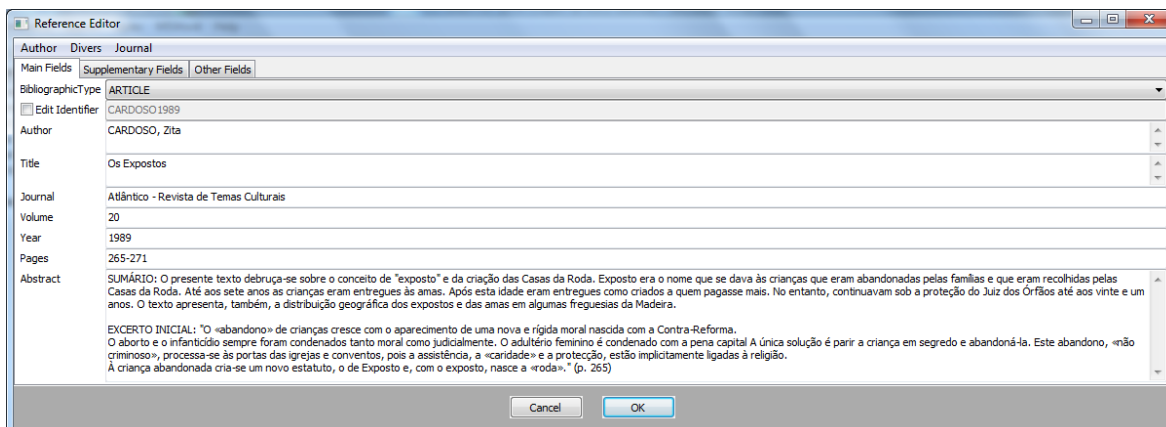 Reference Editor
Author Divers Journal
Main Fields Supplementary Fields Other Fields
BibliographicType ARTICLE
Edit Identifier CARDOSO1989
Author CARDOSO, Zita
Title Os Expostos
Journal Atlântico - Revista de Temas Culturais
Volume 20
Year 1989
Pages 265-271
Abstract SUMÁRIO: O presente texto debruça-se sobre o conceito de "exposto" e da criação das Casas da Roda. Exposto era o nome que se dava às crianças que eram abandonadas pelas famílias e que eram recolhidas pelas
Casas da Roda. Até aos sete anos as crianças eram entregues às amas. Após esta idade eram entregues como criados a quem pagasse mais. No entanto, continuavam sob a proteção do Juiz dos Órfãos até aos vinte e um
anos. O texto apresenta, também, a distribuição geográfica dos expostos e das amas em algumas freguesias da Madeira.
EXCERTO INICIAL: "O «abandono» de crianças cresce com o aparecimento de uma nova e rígida moral nascida com a Contra-Reforma.
O aborto e o infanticídio sempre foram condenados tanto moral como judicialmente. O adultério feminino é condenado com a pena capital A única solução é parir a criança em segredo e abandoná-la. Este abandono, «não
criminoso», processa-se às portas das igrejas e conventos, pois a assistência, a «caridade» e a protecção, estão implicitamente ligadas à religião.
À criança abandonada cria-se um novo estatuto, o de Exposto e, com o exposto, nasce a «roda»." (p. 265)
Cancel OK